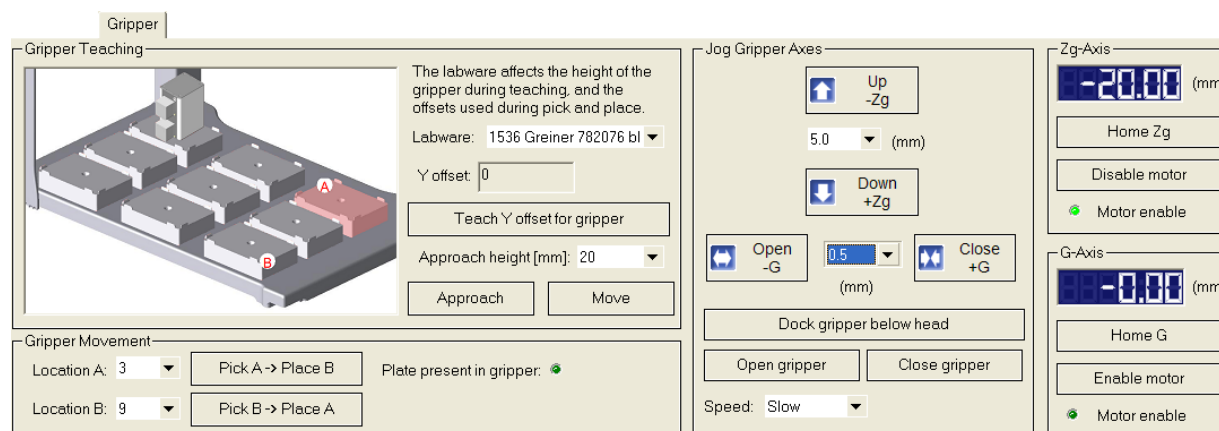 Gripper
Gripper Teaching
A
B
The labware affects the height of the
gripper during teaching, and the
offsets used during pick and place.
Labware: 1536 Greiner 782076 bl
Y offset: 0
Teach Y offset for gripper
Approach height [mm]: 20
Approach
Move
Gripper Movement
Location A: 3
Pick A -> Place B
Plate present in gripper:
Location B: 9
Pick B -> Place A
Jog Gripper Axes
Up
-Zg
5.0 (mm)
Down
+Zg
Open
-G
0.5
(mm)
Close
+G
Dock gripper below head
Open gripper
Close gripper
Speed: Slow
Zg-Axis
-20.00 (mm
Home Zg
Disable motor
Motor enable
G-Axis
-0.00 (mm
Home G
Enable motor
Motor enable